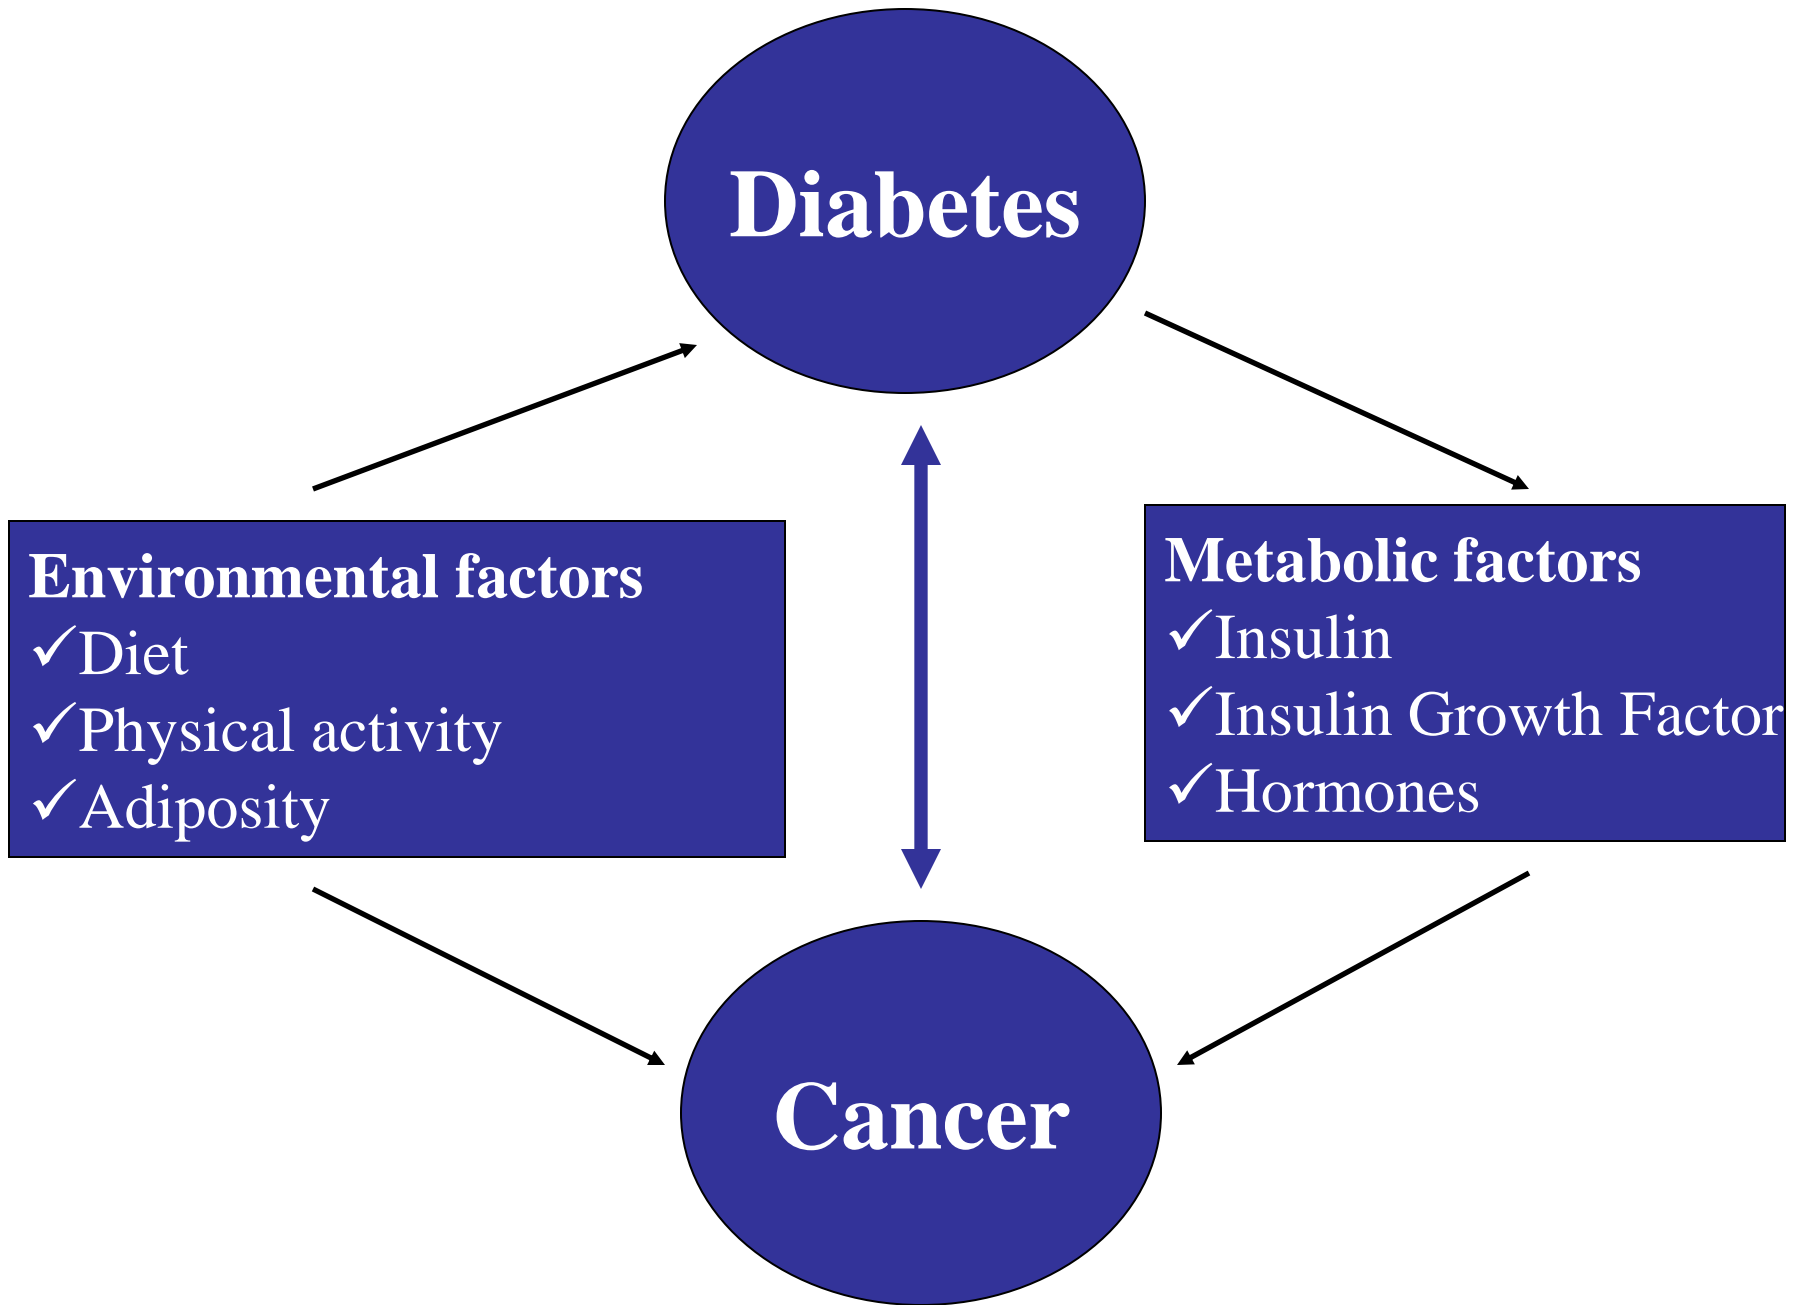 Diabetes
Environmental factors
✓Diet
✓Physical activity
✓Adiposity
Metabolic factors
✓Insulin
✓Insulin Growth Factor
✓Hormones
Cancer